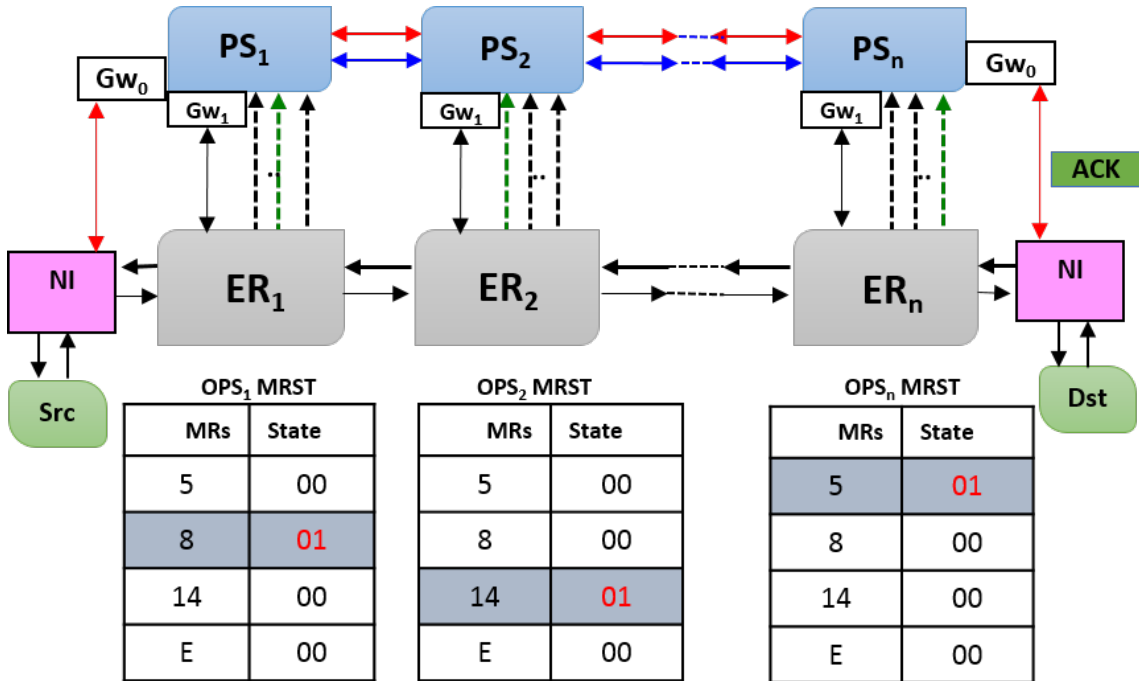 PS1 PS2 PSn
Gw0 Gw0
Gw1 Gw1 Gw1
ACK
NI NI
ER1 ER2 ERn
Src Dst
OPS1 MRST
MRs State
5 00
8 01
14 00
E 00
OPS2 MRST
MRs State
5 00
8 00
14 01
E 00
OPSn MRST
MRs State
5 01
8 00
14 00
E 00